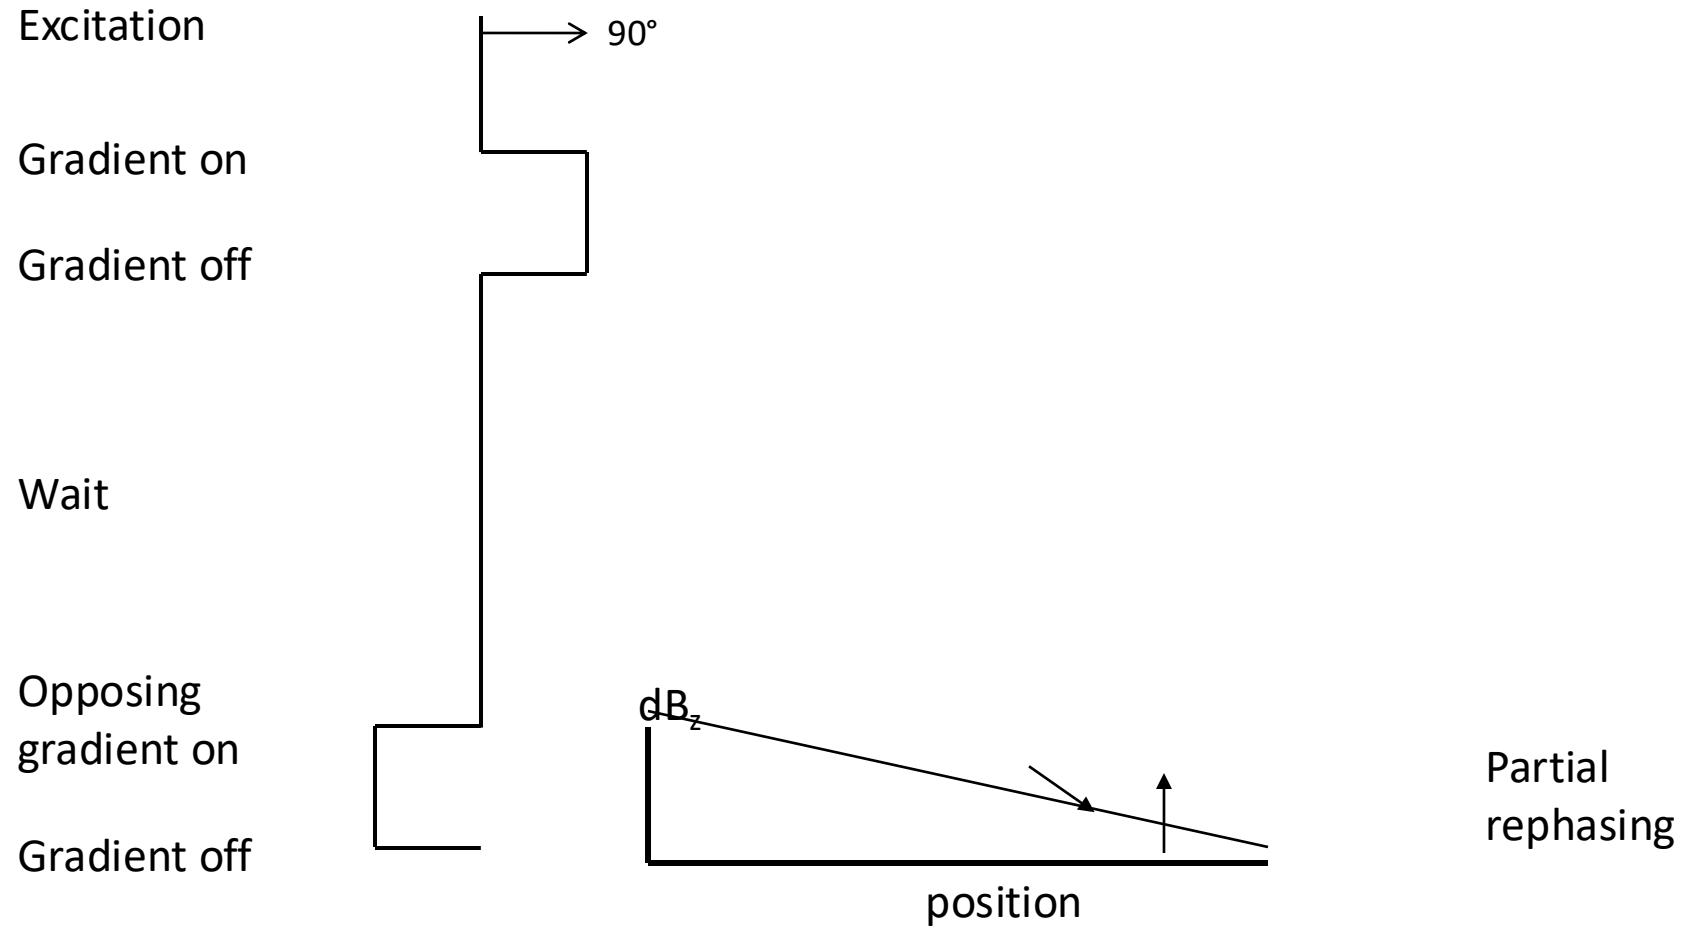 Excitation
90°
Gradient on
Gradient off
Wait
Opposing
gradient on
dBz
Partial
rephasing
Gradient off
position